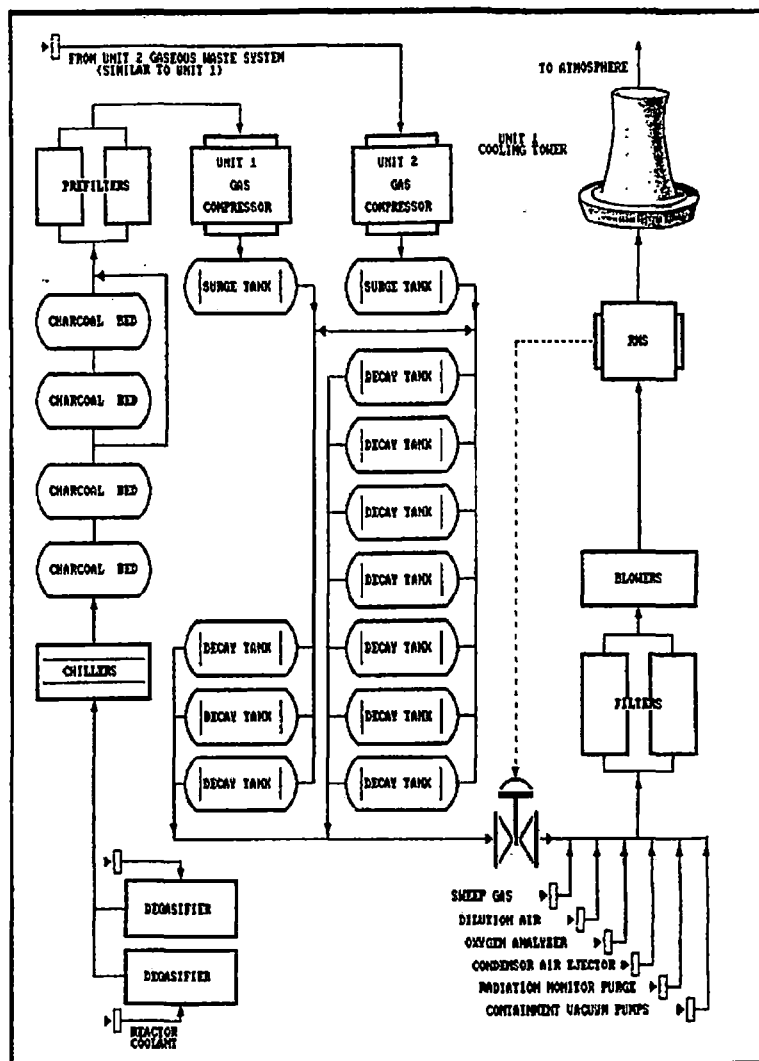 FROM UNIT 2 GASEOUS WASTE SYSTEM
(SIMILAR TO UNIT 1)
TO ATMOSPHERE
UNIT 1
COOLING TOWER
PREFILTERS
UNIT 1
GAS
COMPRESSOR
UNIT 2
GAS
COMPRESSOR
SURGE TANK
SURGE TANK
RMS
CHARCOAL BED
CHARCOAL BED
CHARCOAL BED
CHARCOAL BED
CHILLERS
DECAY TANK
DECAY TANK
DECAY TANK
DECAY TANK
DECAY TANK
DECAY TANK
DECAY TANK
DECAY TANK
DECAY TANK
DECAY TANK
BLOWERS
FILTERS
DEGASIFIER
DEGASIFIER
REACTOR
COOLANT
SWEEP GAS
DILUTION AIR
OXYGEN ANALYZER
CONDENSOR AIR EJECTOR
RADIATION MONITOR PURGE
CONTAINMENT VACUUM PUMPS